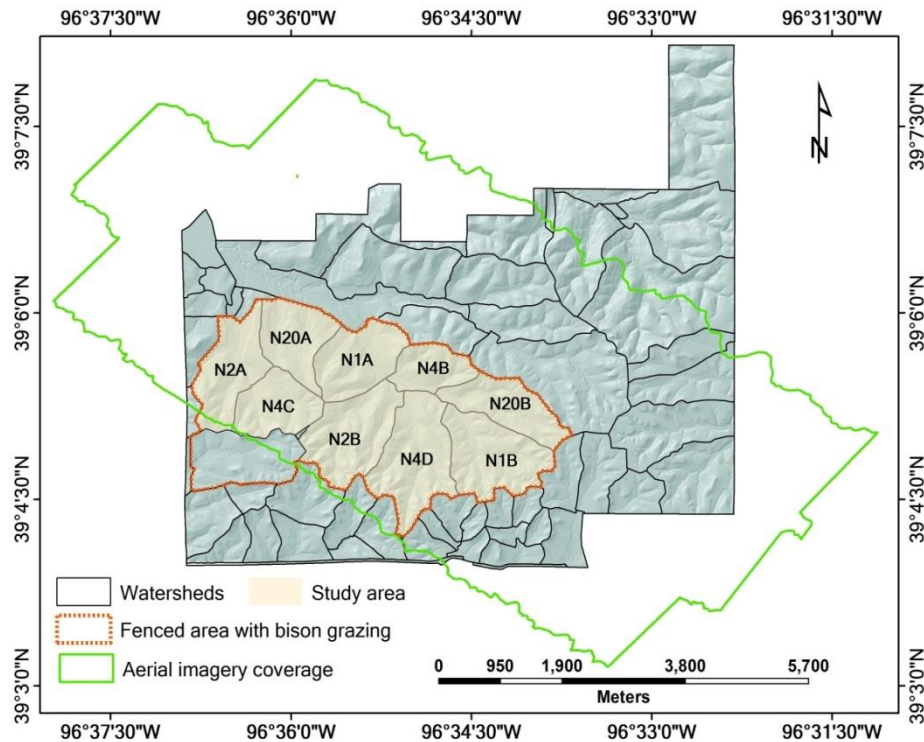 96°37'30"W 96°36'0"W 96°34'30"W 96°33'0"W 96°31'30"W
39°7'30"N 39°7'30"N
N
39°6'0"N 39°6'0"N
N20A
N1A
N2A N4B
N4C N20B
N2B
N4D N1B
39°4'30"N 39°4'30"N
Watersheds Study area
Fenced area with bison grazing
Aerial imagery coverage
0 950 1,900 3,800 5,700
Meters
39°3'0"N 39°3'0"N
96°37'30"W 96°36'0"W 96°34'30"W 96°33'0"W 96°31'30"W